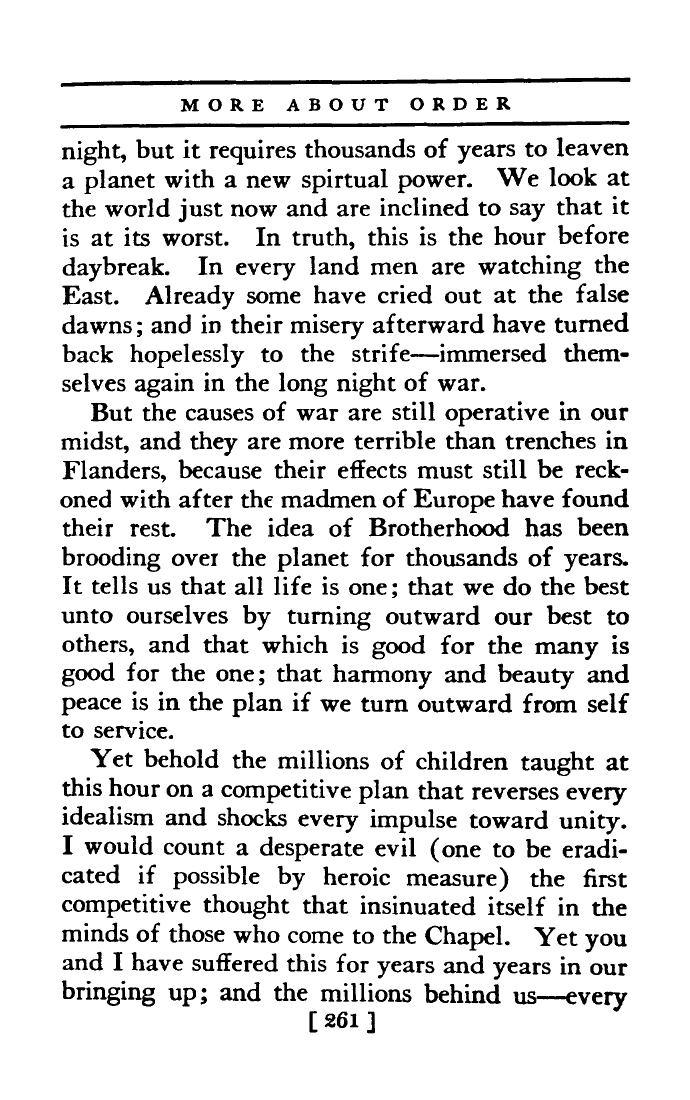 MORE ABOUT ORDER
night, but it requires thousands of years to leaven
a planet with a new spirtual power. We look at
the world just now and are inclined to say that it
is at its worst. In truth, this is the hour before
daybreak. In every land men are watching the
East. Already some have cried out at the false
dawns; and in their misery afterward have turned
back hopelessly to the strife—immersed them-
selves again in the long night of war.
But the causes of war are still operative in our
midst, and they are more terrible than trenches in
Flanders, because their effects must still be reck-
oned with after the madmen of Europe have found
their rest. The idea of Brotherhood has been
brooding over the planet for thousands of years.
It tells us that all life is one; that we do the best
unto ourselves by turning outward our best to
others, and that which is good for the many is
good for the one; that harmony and beauty and
peace is in the plan if we turn outward from self
to service.
Yet behold the millions of children taught at
this hour on a competitive plan that reverses every
idealism and shocks every impulse toward unity.
I would count a desperate evil (one to be eradi-
cated if possible by heroic measure) the first
competitive thought that insinuated itself in the
minds of those who come to the Chapel. Yet you
and I have suffered this for years and years in our
bringing up; and the millions behind us—every
[ 261 ]